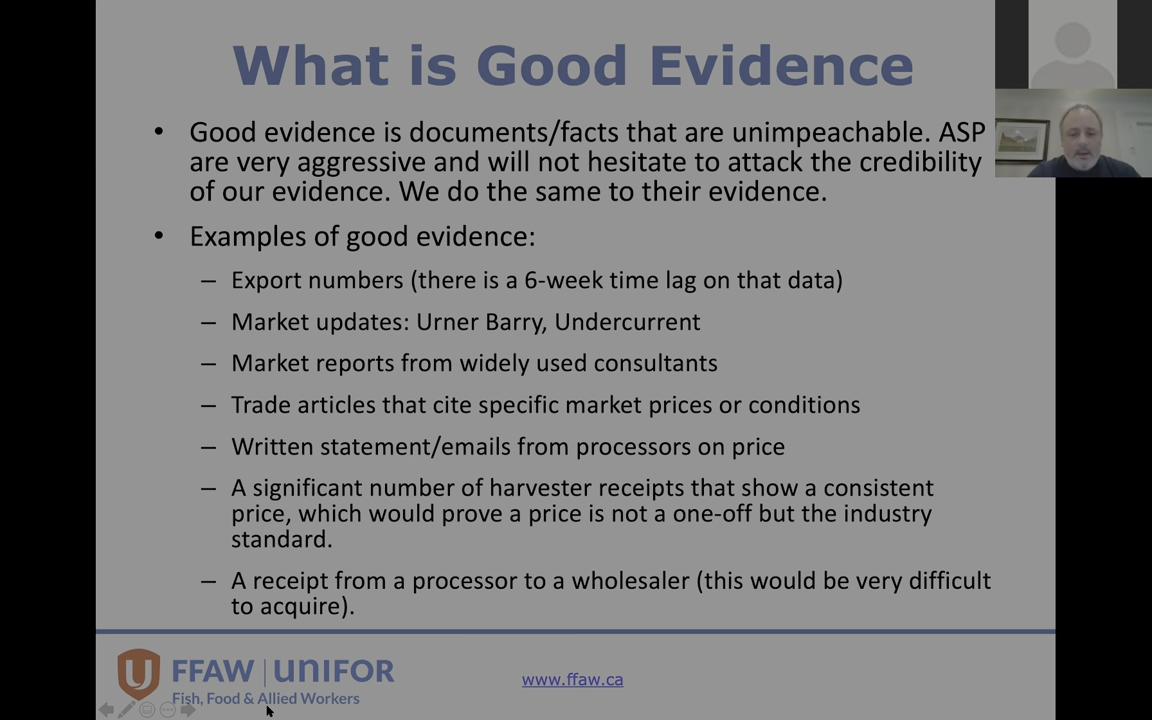 What is Good Evidence
• Good evidence is documents/facts that are unimpeachable. ASP
are very aggressive and will not hesitate to attack the credibility
of our evidence. We do the same to their evidence.
• Examples of good evidence:
– Export numbers (there is a 6-week time lag on that data)
– Market updates: Urner Barry, Undercurrent
– Market reports from widely used consultants
– Trade articles that cite specific market prices or conditions
– Written statement/emails from processors on price
– A significant number of harvester receipts that show a consistent
price, which would prove a price is not a one-off but the industry
standard.
– A receipt from a processor to a wholesaler (this would be very difficult
to acquire).
FFAW | UNIFOR
Fish, Food & Allied Workers
www.ffaw.ca